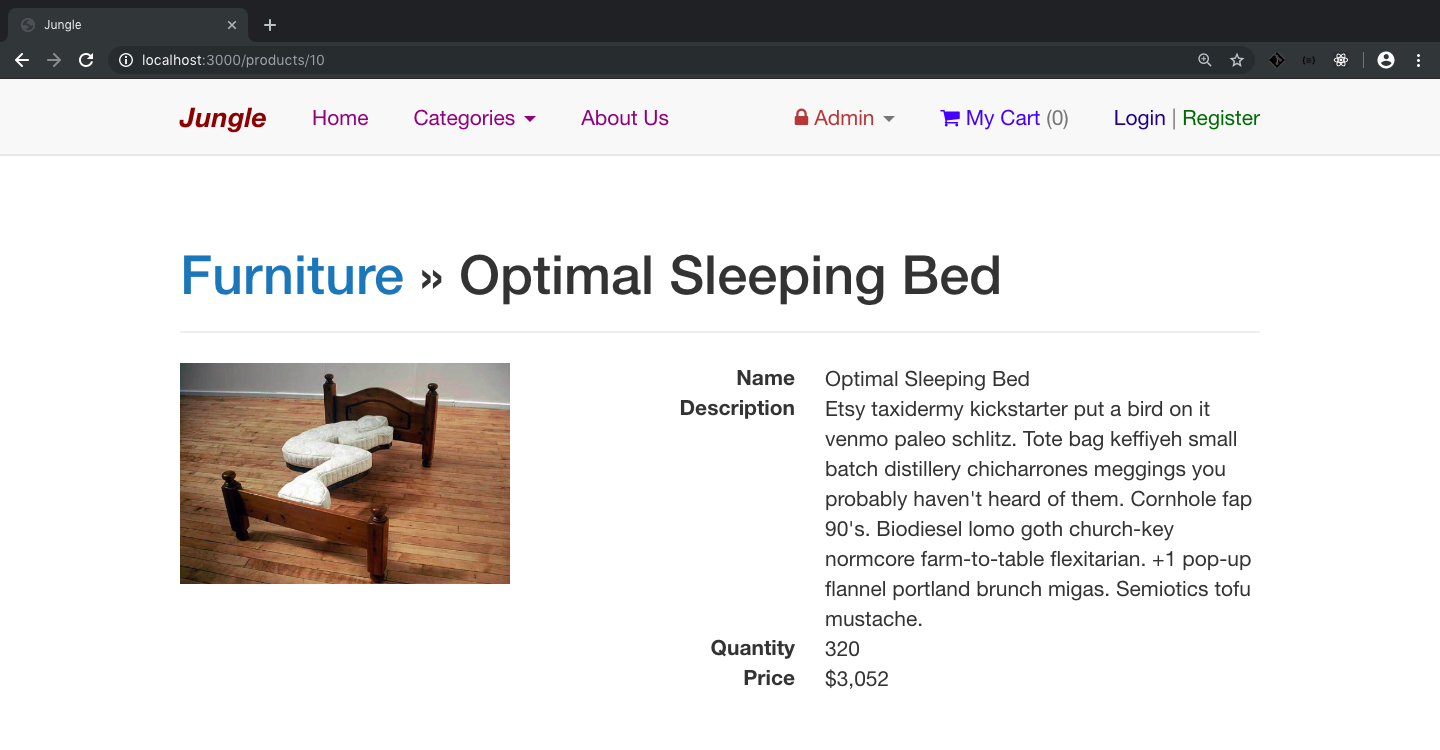 Jungle
localhost:3000/products/10
Jungle Home Categories About Us Admin My Cart (0) Login | Register
Furniture » Optimal Sleeping Bed
Name Optimal Sleeping Bed
Description Etsy taxidermy kickstarter put a bird on it
venmo paleo schlitz. Tote bag keffiyeh small
batch distillery chicharrones meggings you
probably haven't heard of them. Cornhole fap
90's. Biodiesel lomo goth church-key
normcore farm-to-table flexitarian. +1 pop-up
flannel portland brunch migas. Semiotics tofu
mustache.
Quantity 320
Price $3,052